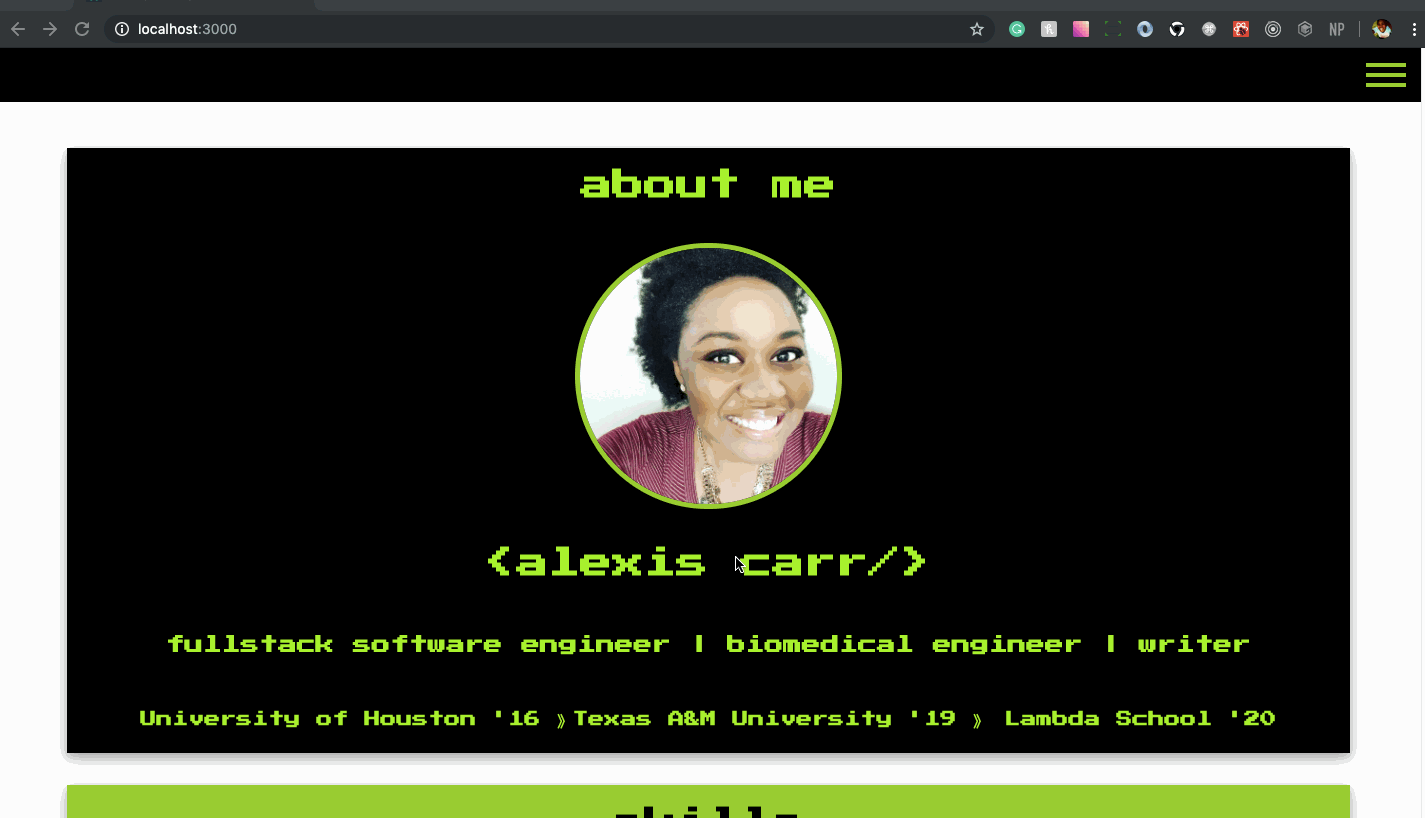 localhost:3000
NP
about me
<alexis carr/>
fullstack software engineer | biomedical engineer | writer
University of Houston '16 》Texas A&M University '19 》 Lambda School '20
skills